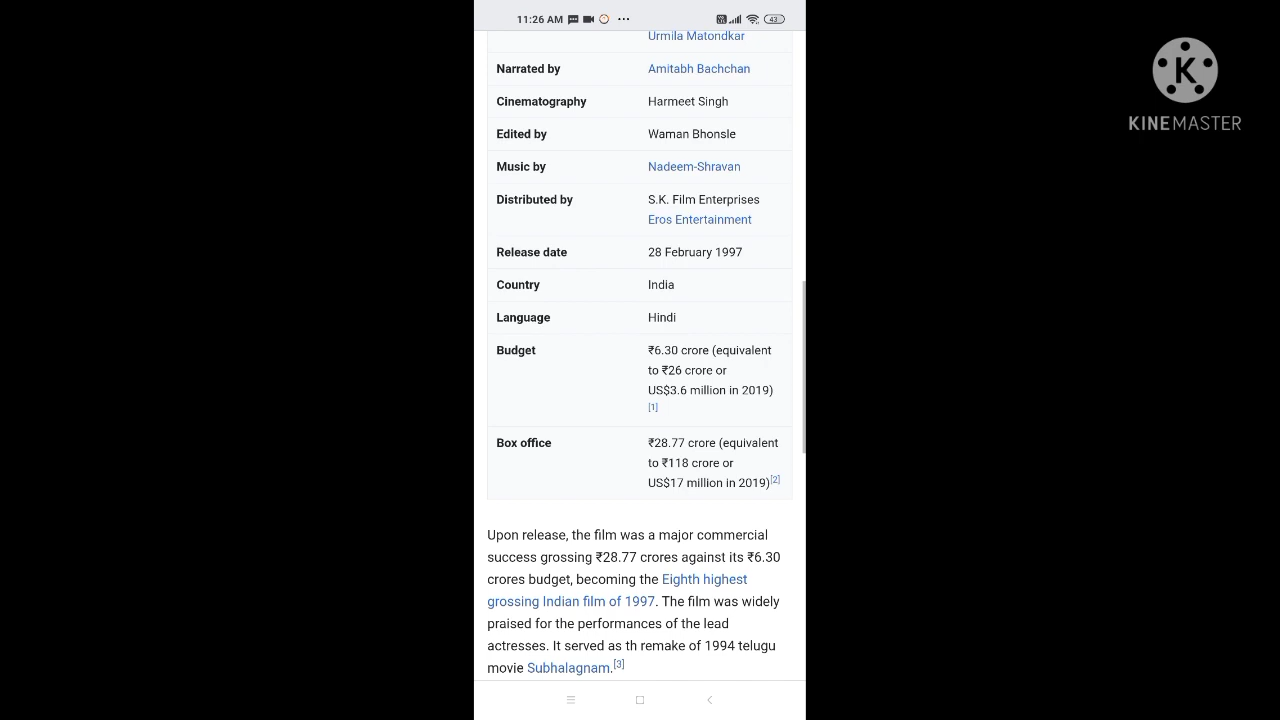 11:26 AM
43
Urmila Matondkar
Narrated by Amitabh Bachchan
Cinematography Harmeet Singh
Edited by Waman Bhonsle
Music by Nadeem-Shravan
Distributed by S.K. Film Enterprises
Eros Entertainment
Release date 28 February 1997
Country India
Language Hindi
Budget ₹6.30 crore (equivalent
to ₹26 crore or
US$3.6 million in 2019)
[1]
Box office ₹28.77 crore (equivalent
to ₹118 crore or
US$17 million in 2019)[2]
Upon release, the film was a major commercial
success grossing ₹28.77 crores against its ₹6.30
crores budget, becoming the Eighth highest
grossing Indian film of 1997. The film was widely
praised for the performances of the lead
actresses. It served as th remake of 1994 telugu
movie Subhalagnam.[3]
K
KINEMASTER